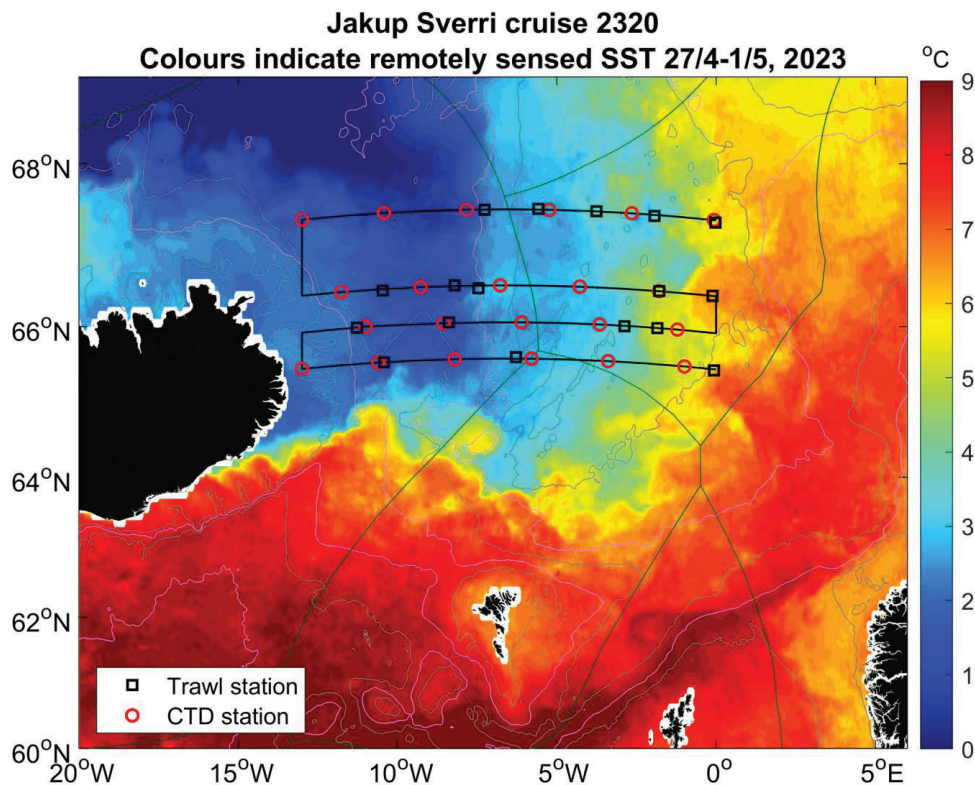 Jakup Sverri cruise 2320
Colours indicate remotely sensed SST 27/4-1/5, 2023
°C
9
8
7
6
5
4
3
2
1
0
68°N
66°N
64°N
62°N
60°N
Trawl station
CTD station
20°W
15°W
10°W
5°W
0°
5°E